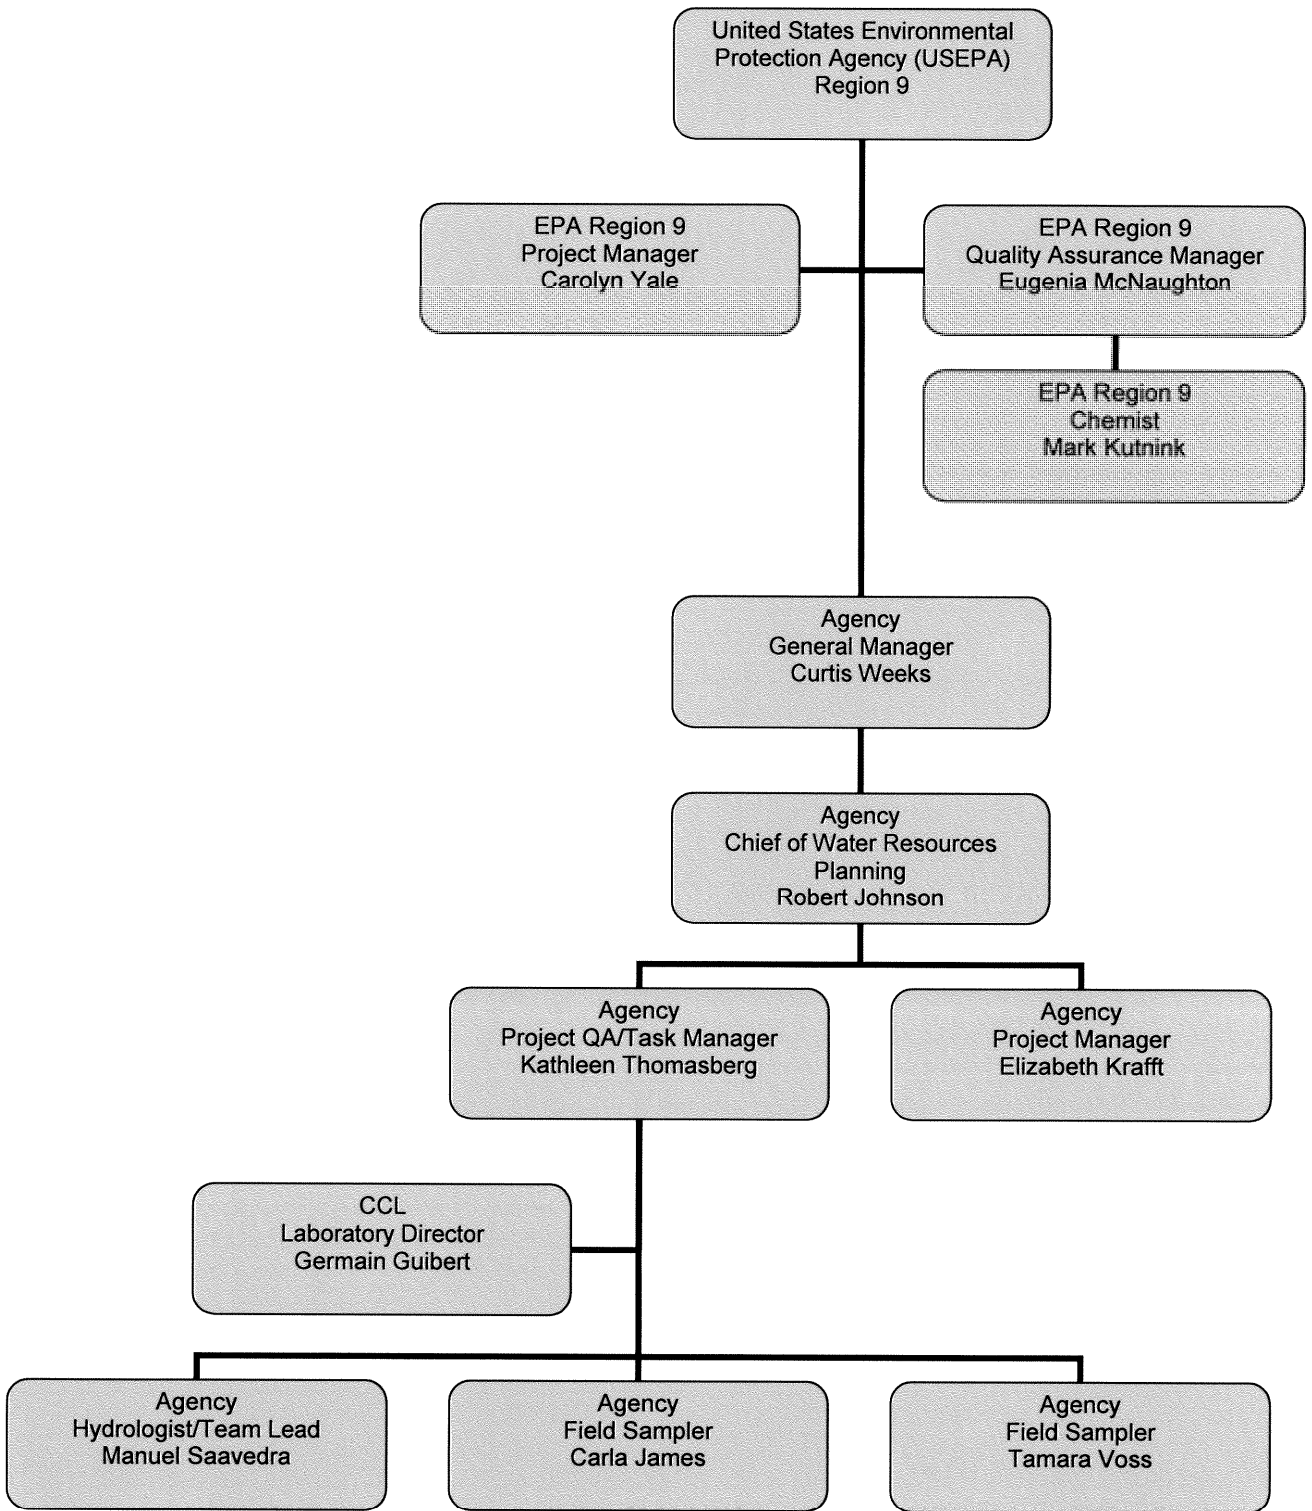 United States Environmental
Protection Agency (USEPA)
Region 9
EPA Region 9
Project Manager
Carolyn Yale
EPA Region 9
Quality Assurance Manager
Eugenia McNaughton
EPA Region 9
Chemist
Mark Kutnink
Agency
General Manager
Curtis Weeks
Agency
Chief of Water Resources
Planning
Robert Johnson
Agency
Project QA/Task Manager
Kathleen Thomasberg
Agency
Project Manager
Elizabeth Krafft
CCL
Laboratory Director
Germain Guibert
Agency
Hydrologist/Team Lead
Manuel Saavedra
Agency
Field Sampler
Carla James
Agency
Field Sampler
Tamara Voss